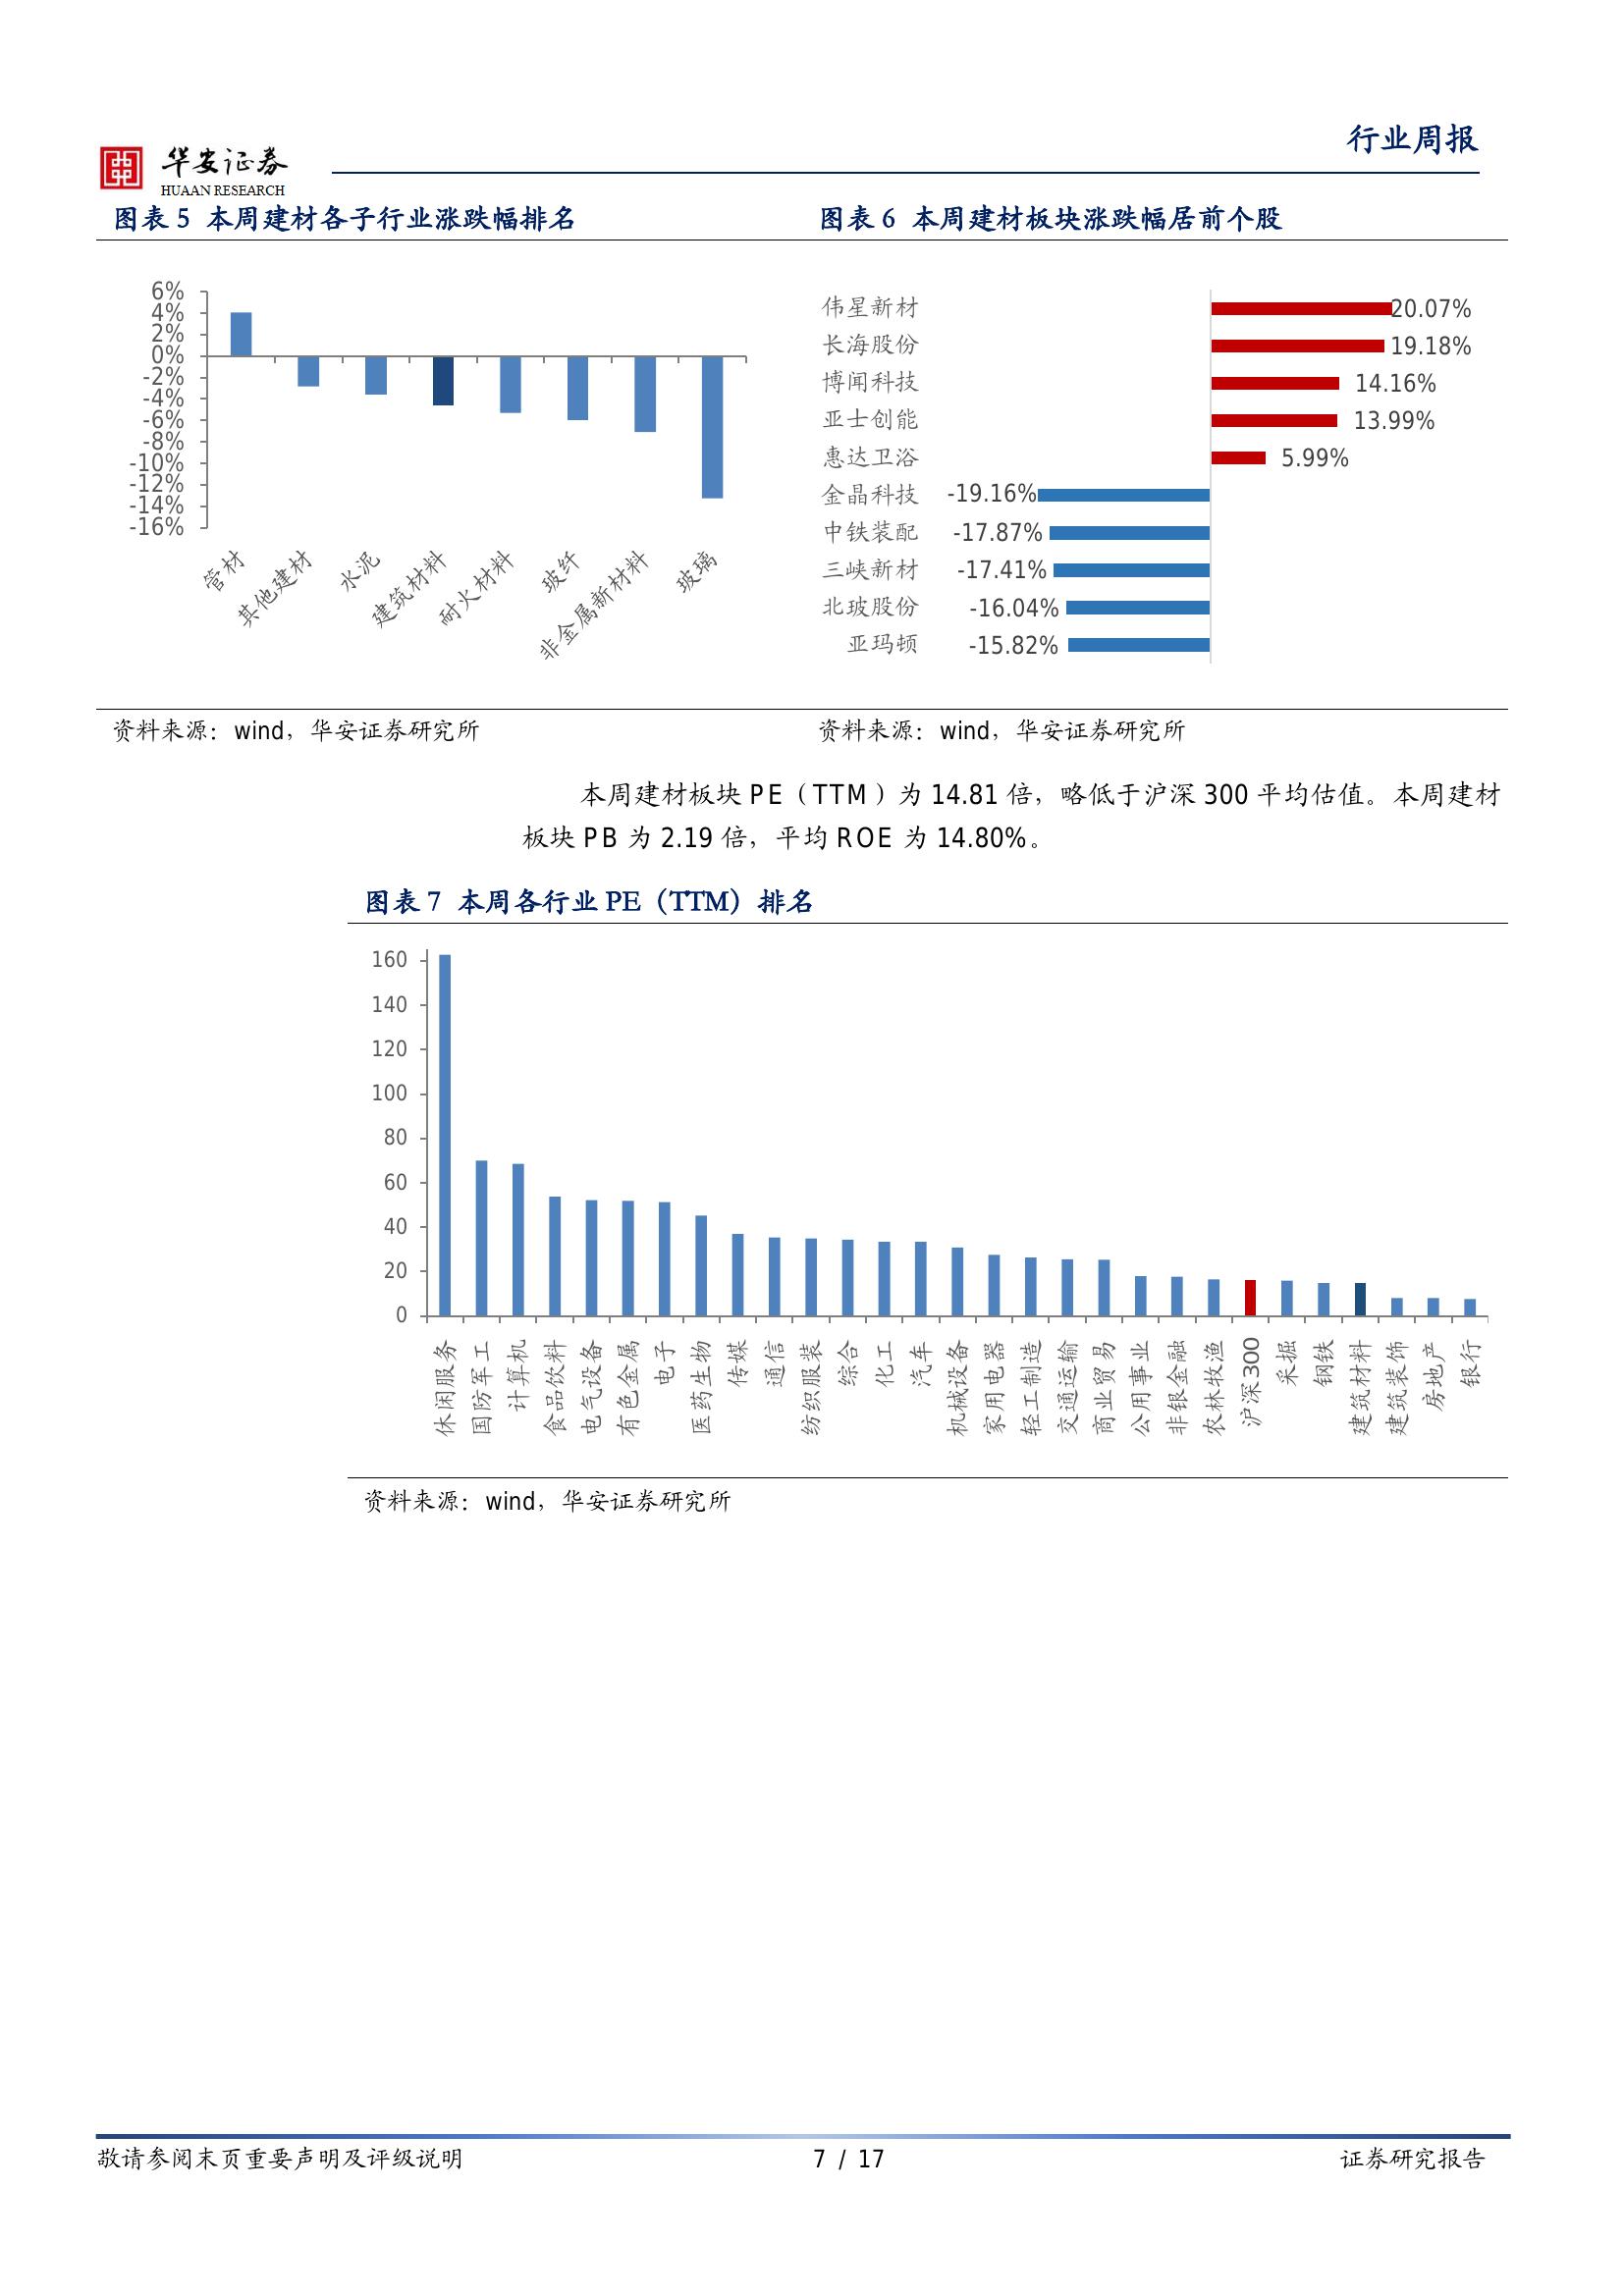 行业周报
华安证券
HUAAN RESEARCH
图表 5 本周建材各子行业涨跌幅排名
6%
4%
2%
0%
-2%
-4%
-6%
-8%
-10%
-12%
-14%
-16%
管材
其他建材
水泥
建筑材料
耐火材料
玻纤
非金属新材料
玻璃
资料来源：wind，华安证券研究所
图表 6 本周建材板块涨跌幅居前个股
伟星新材 20.07%
长海股份 19.18%
博闻科技 14.16%
亚士创能 13.99%
惠达卫浴 5.99%
金晶科技 -19.16%
中铁装配 -17.87%
三峡新材 -17.41%
北玻股份 -16.04%
亚玛顿 -15.82%
资料来源：wind，华安证券研究所
本周建材板块 PE（TTM）为 14.81 倍，略低于沪深 300 平均估值。本周建材
板块 PB 为 2.19 倍，平均 ROE 为 14.80%。
图表 7 本周各行业 PE（TTM）排名
160
140
120
100
80
60
40
20
0
休闲服务
国防军工
计算机
食品饮料
电气设备
有色金属
电子
医药生物
传媒
通信
纺织服装
综合
化工
汽车
机械设备
家用电器
轻工制造
交通运输
商业贸易
公用事业
非银金融
农林牧渔
沪深300
采掘
钢铁
建筑材料
建筑装饰
房地产
银行
资料来源：wind，华安证券研究所
敬请参阅末页重要声明及评级说明
7 / 17
证券研究报告